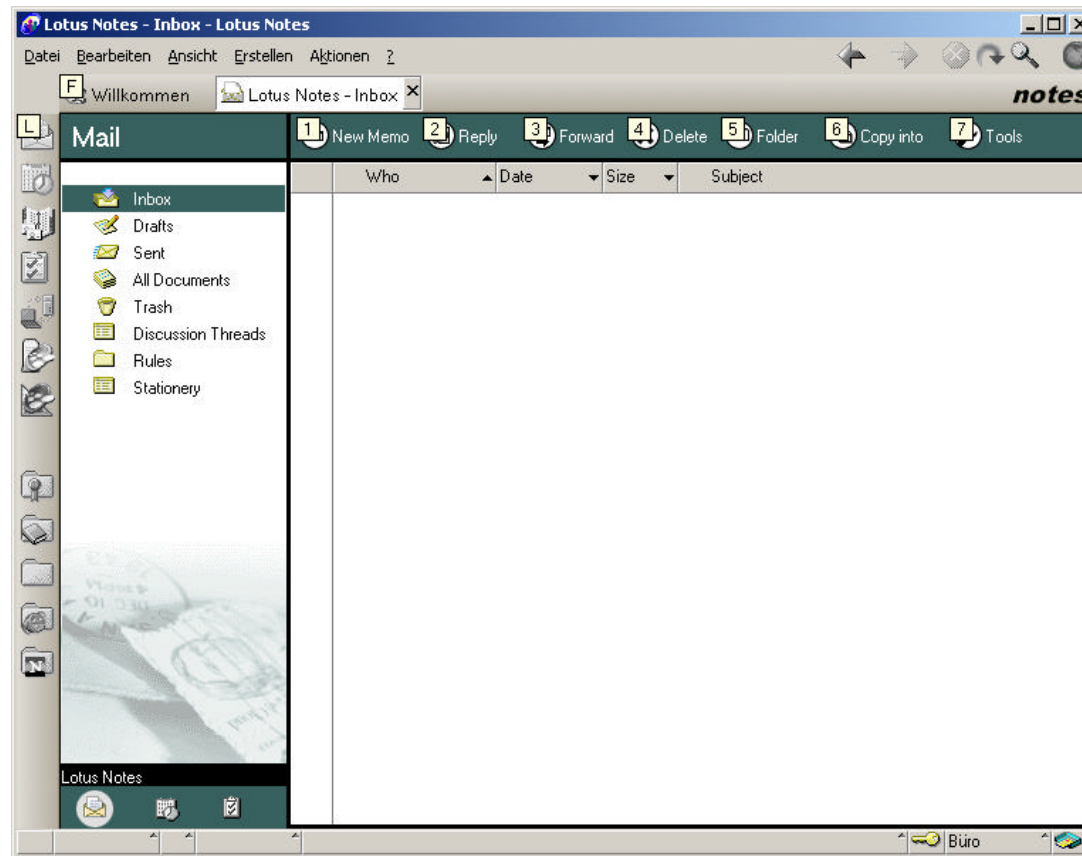 Lotus Notes - Inbox - Lotus Notes
Datei Bearbeiten Ansicht Erstellen Aktionen ?
F Willkommen Lotus Notes - Inbox notes
L Mail 1 New Memo 2 Reply 3 Forward 4 Delete 5 Folder 6 Copy into 7 Tools
Who Date Size Subject
Inbox
Drafts
Sent
All Documents
Trash
Discussion Threads
Rules
Stationery
N
Lotus Notes
Büro